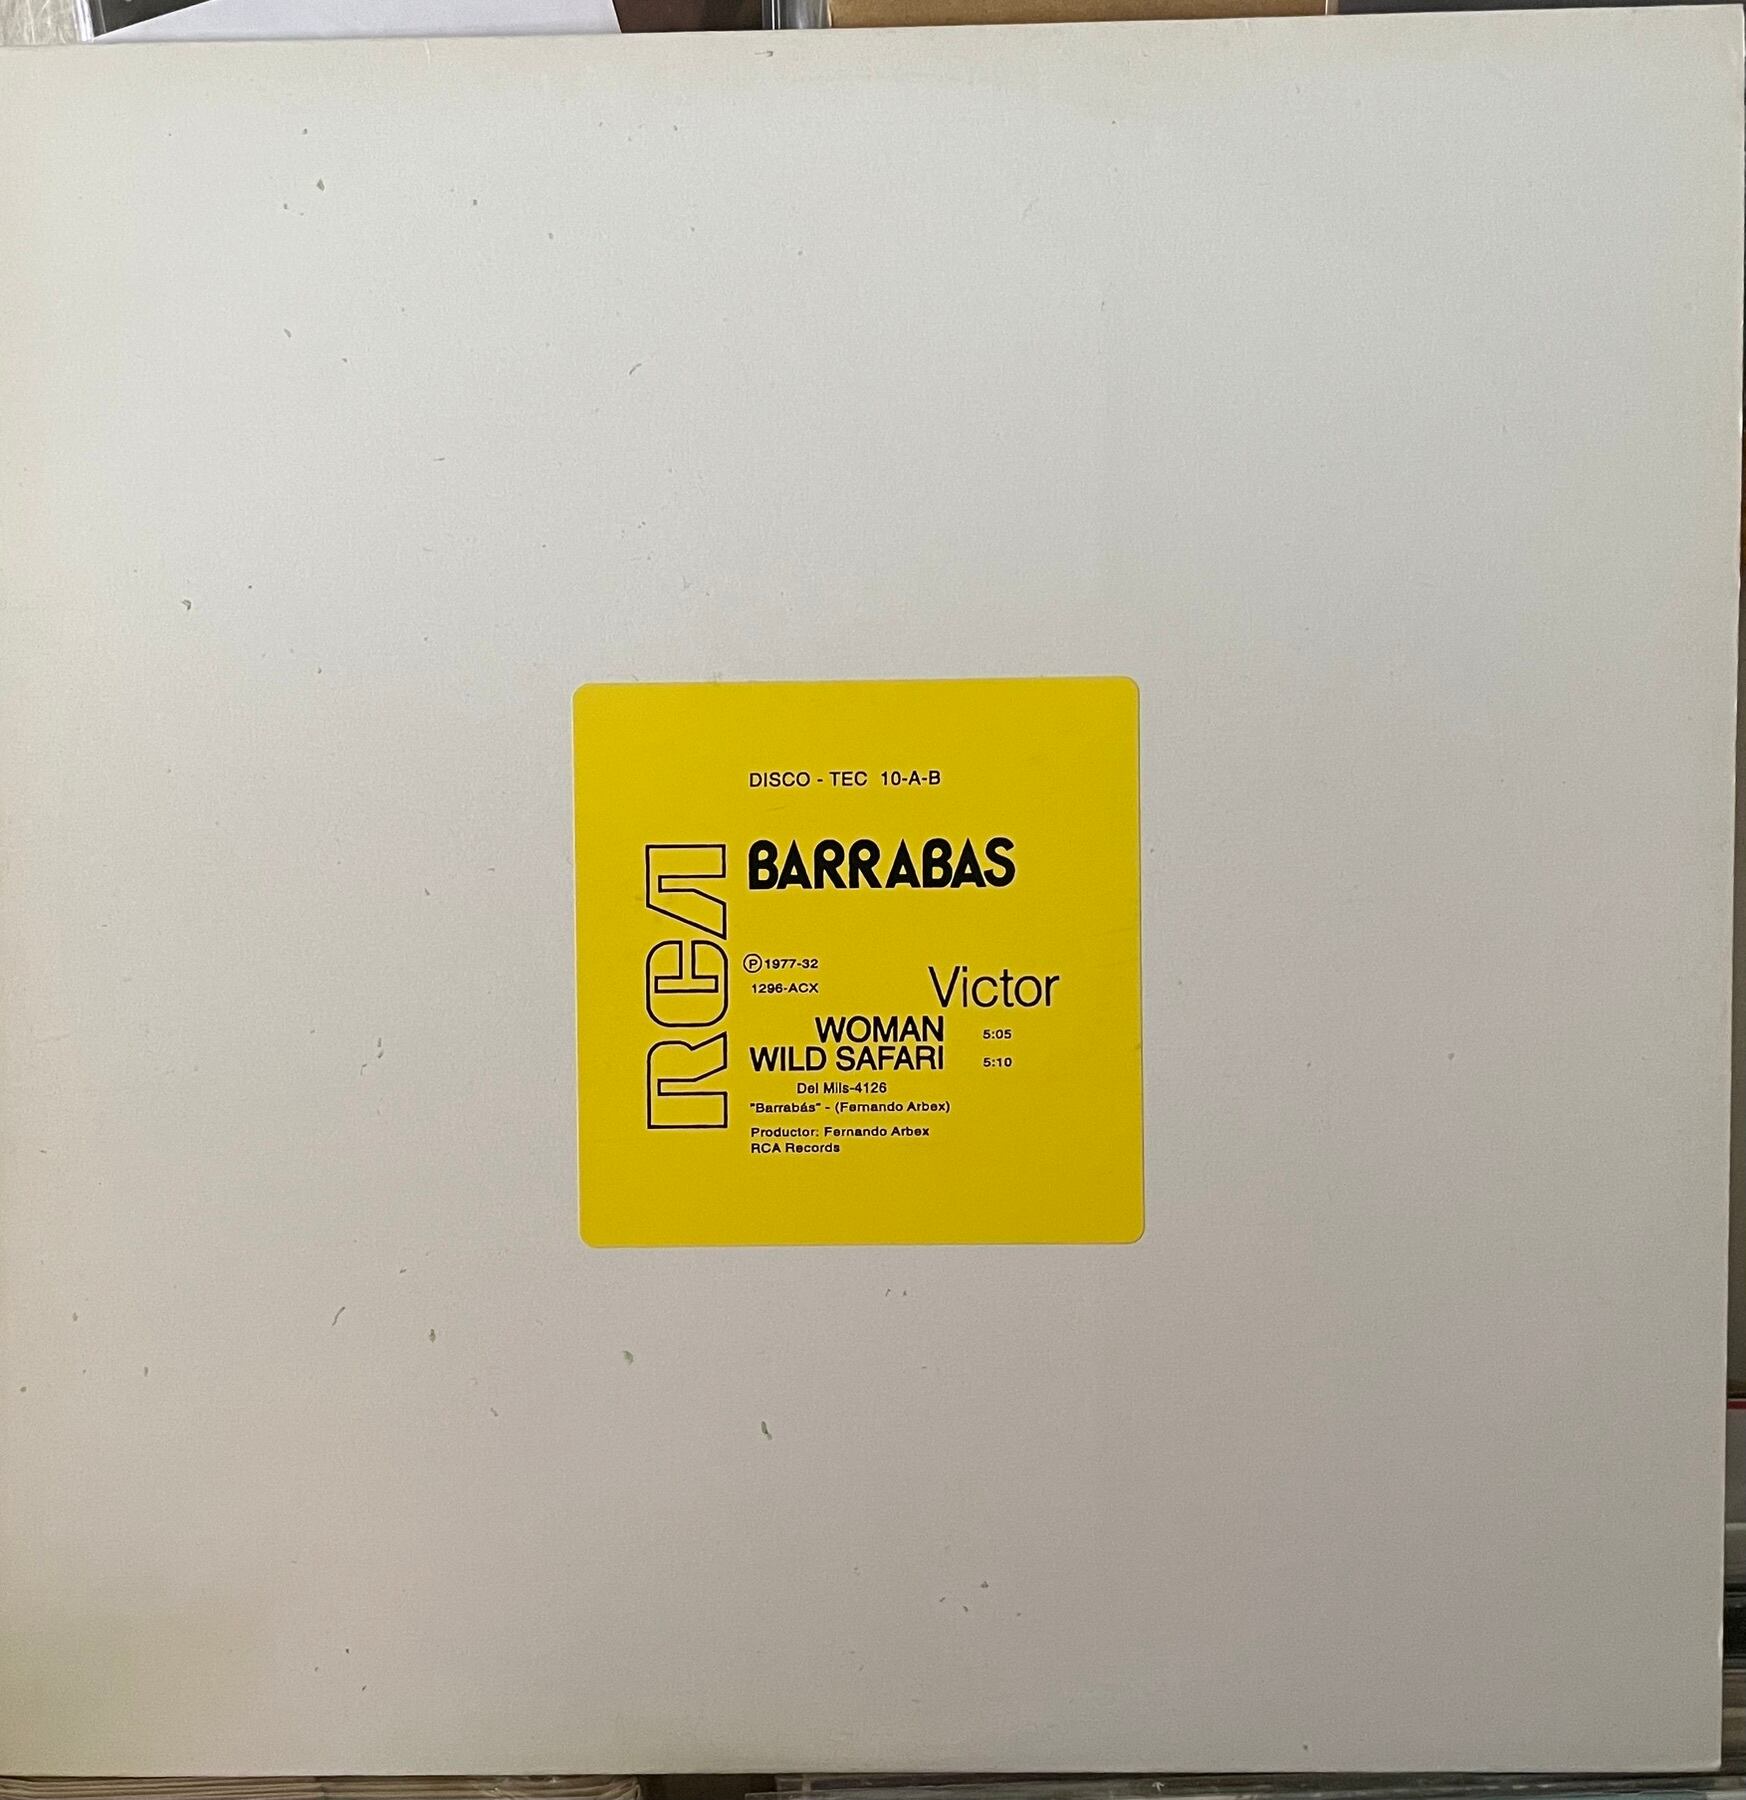 DISCO - TEC 10-A-B
BARRABAS
RCA
Ⓟ 1977-32
1296-ACX
Victor
WOMAN 5:05
WILD SAFARI 5:10
Del Mils-4126
"Barrabás" - (Fernando Arbex)
Productor: Fernando Arbex
RCA Records